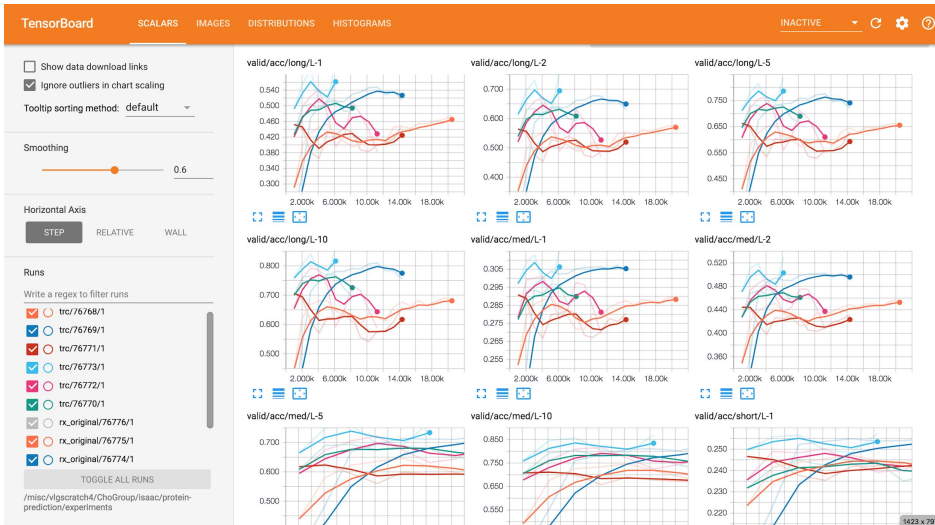 TensorBoard SCALARS IMAGES DISTRIBUTIONS HISTOGRAMS INACTIVE
Show data download links
Ignore outliers in chart scaling
Tooltip sorting method: default
Smoothing
0.6
Horizontal Axis
STEP RELATIVE WALL
Runs
Write a regex to filter runs
trc/76768/1
trc/76769/1
trc/76771/1
trc/76773/1
trc/76772/1
trc/76770/1
rx_original/76776/1
rx_original/76775/1
rx_original/76774/1
TOGGLE ALL RUNS
/misc/vlgscratch4/ChoGroup/isaac/protein-
prediction/experiments
valid/acc/long/L-1
0.540
0.500
0.460
0.420
0.380
0.340
0.300
2.000k 6.000k 10.00k 14.00k 18.00k
valid/acc/long/L-2
0.700
0.600
0.500
0.400
2.000k 6.000k 10.00k 14.00k 18.00k
valid/acc/long/L-5
0.750
0.650
0.550
0.450
2.000k 6.000k 10.00k 14.00k 18.00k
valid/acc/long/L-10
0.800
0.700
0.600
0.500
2.000k 6.000k 10.00k 14.00k 18.00k
valid/acc/med/L-1
0.305
0.295
0.285
0.275
0.265
0.255
2.000k 6.000k 10.00k 14.00k 18.00k
valid/acc/med/L-2
0.520
0.480
0.440
0.400
0.360
2.000k 6.000k 10.00k 14.00k 18.00k
valid/acc/med/L-5
0.700
0.600
0.500
valid/acc/med/L-10
0.850
0.750
0.650
0.550
valid/acc/short/L-1
0.250
0.240
0.230
0.220